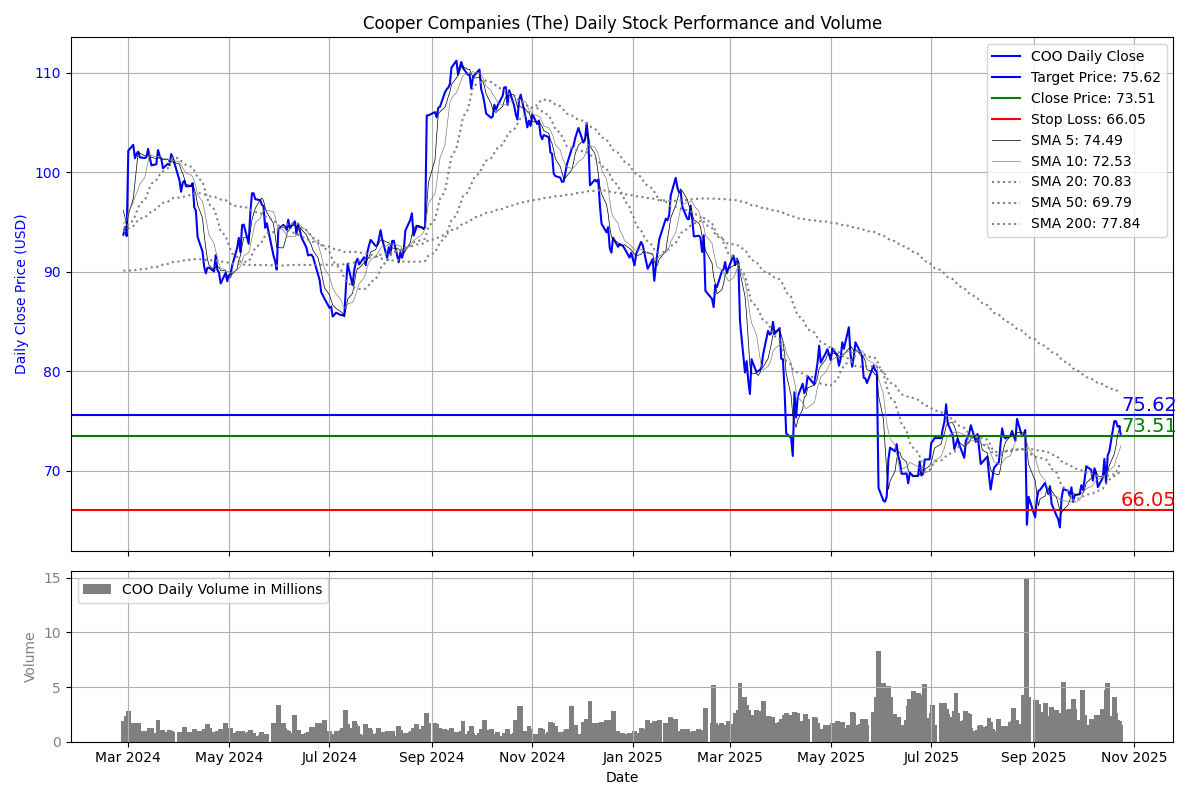 Cooper Companies (The) Daily Stock Performance and Volume
COO Daily Close
Target Price: 75.62
Close Price: 73.51
Stop Loss: 66.05
SMA 5: 74.49
SMA 10: 72.53
SMA 20: 70.83
SMA 50: 69.79
SMA 200: 77.84
Daily Close Price (USD)
110
100
90
80
70
75.62
73.51
66.05
COO Daily Volume in Millions
Volume
15
10
5
0
Mar 2024
May 2024
Jul 2024
Sep 2024
Nov 2024
Jan 2025
Mar 2025
May 2025
Jul 2025
Sep 2025
Nov 2025
Date